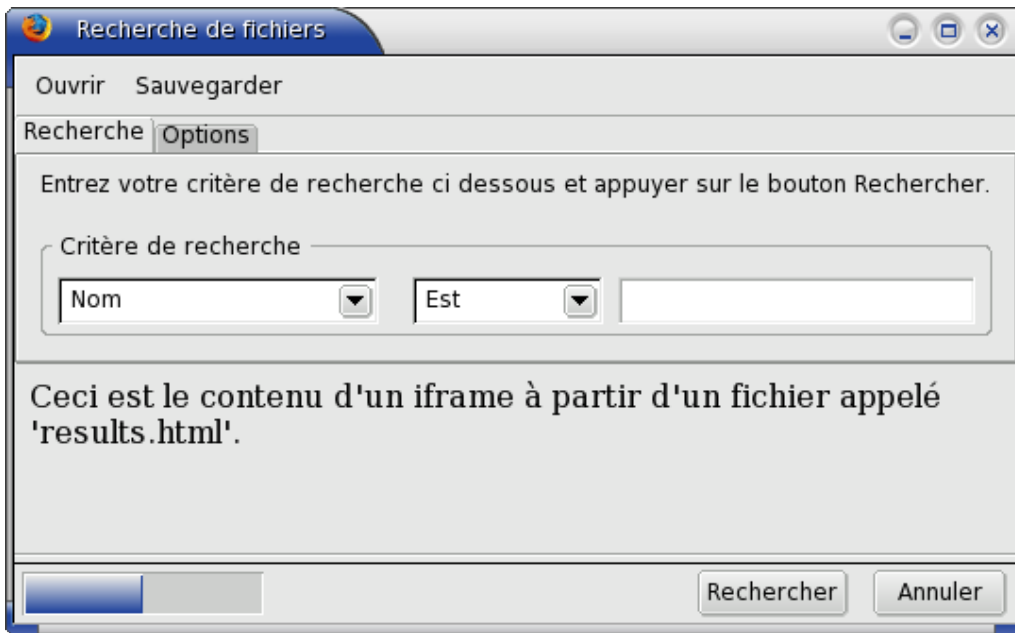 Recherche de fichiers
Ouvrir Sauvegarder
Recherche Options
Entrez votre critère de recherche ci dessous et appuyer sur le bouton Rechercher.
Critère de recherche
Nom Est
Ceci est le contenu d'un iframe à partir d'un fichier appelé
'results.html'.
Rechercher Annuler